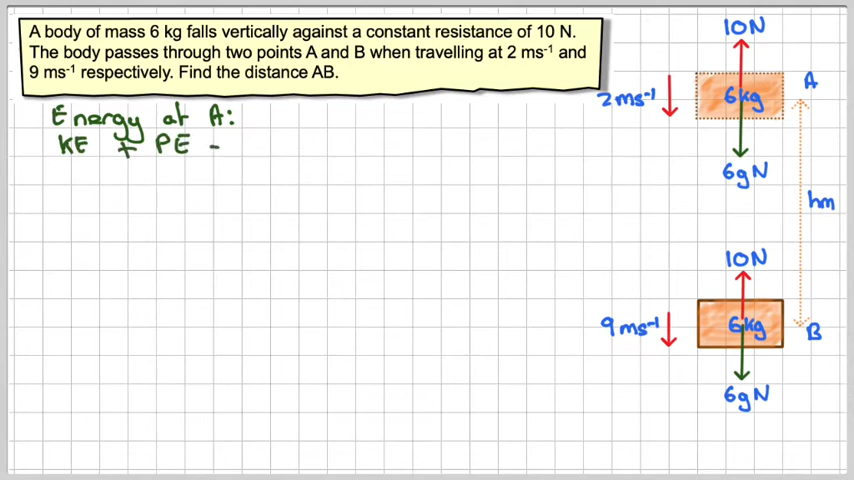 A body of mass 6 kg falls vertically against a constant resistance of 10 N.
The body passes through two points A and B when travelling at 2 ms⁻¹ and
9 ms⁻¹ respectively. Find the distance AB.
Energy at A:
KE + PE -
10N
2ms⁻¹
6kg
A
6gN
hm
10N
9ms⁻¹
6kg
B
6gN